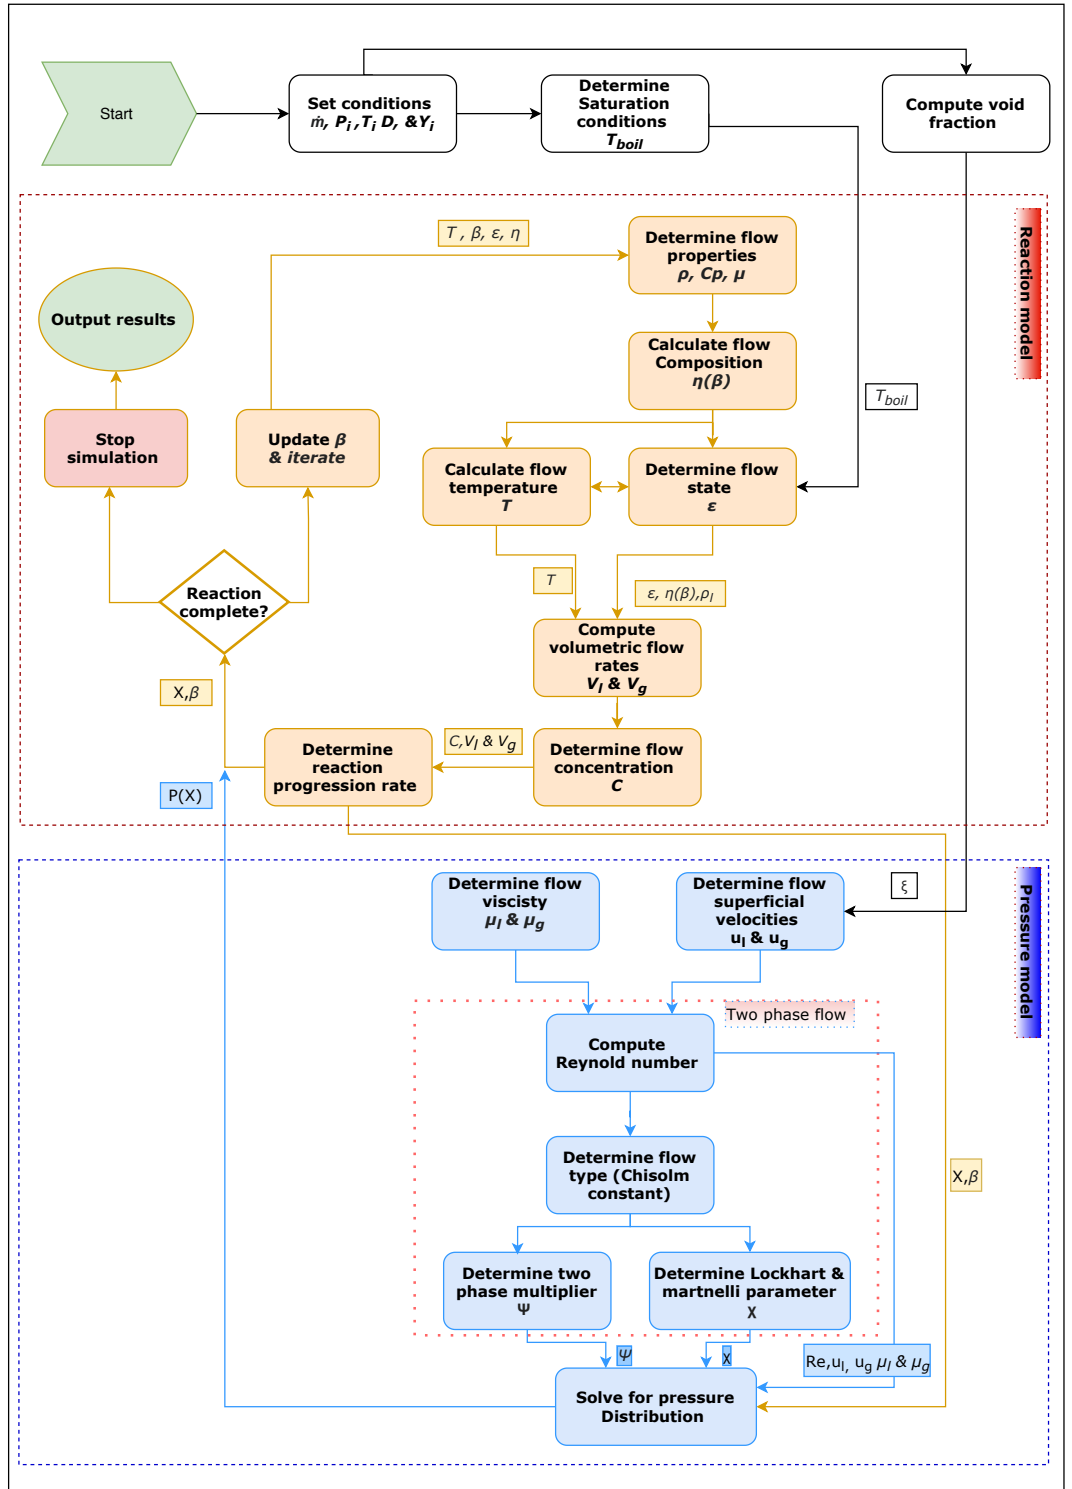 Start
Set conditions
ṁ, Pi ,Ti D, &Yi
Determine
Saturation
conditions
Tboil
Compute void
fraction
Reaction model
T , β, ε, η
Determine flow
properties
ρ, Cp, μ
Output results
Calculate flow
Composition
η(β)
Tboil
Stop
simulation
Update β
& iterate
Calculate flow
temperature
T
Determine flow
state
ε
T
ε, η(β),ρl
Reaction
complete?
Compute
volumetric flow
rates
Vl & Vg
X,β
C,Vl & Vg
Determine
reaction
progression rate
Determine flow
concentration
C
P(X)
Pressure model
Determine flow
viscisty
μl & μg
Determine flow
superficial
velocities
ul & ug
ξ
Two phase flow
Compute
Reynold number
Determine flow
type (Chisolm
constant)
X,β
Determine two
phase multiplier
Ψ
Determine Lockhart &
martnelli parameter
χ
Ψ
χ
Re,ul, ug μl & μg
Solve for pressure
Distribution